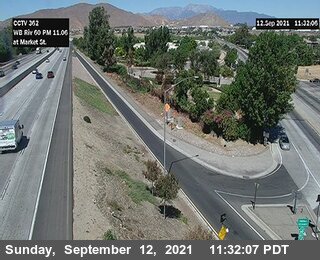 CCTV 362
WB Riv 60 PM 11.06
at Market St.
12 Sep 2021 11:32:06
Sunday, September 12, 2021 11:32:07 PDT